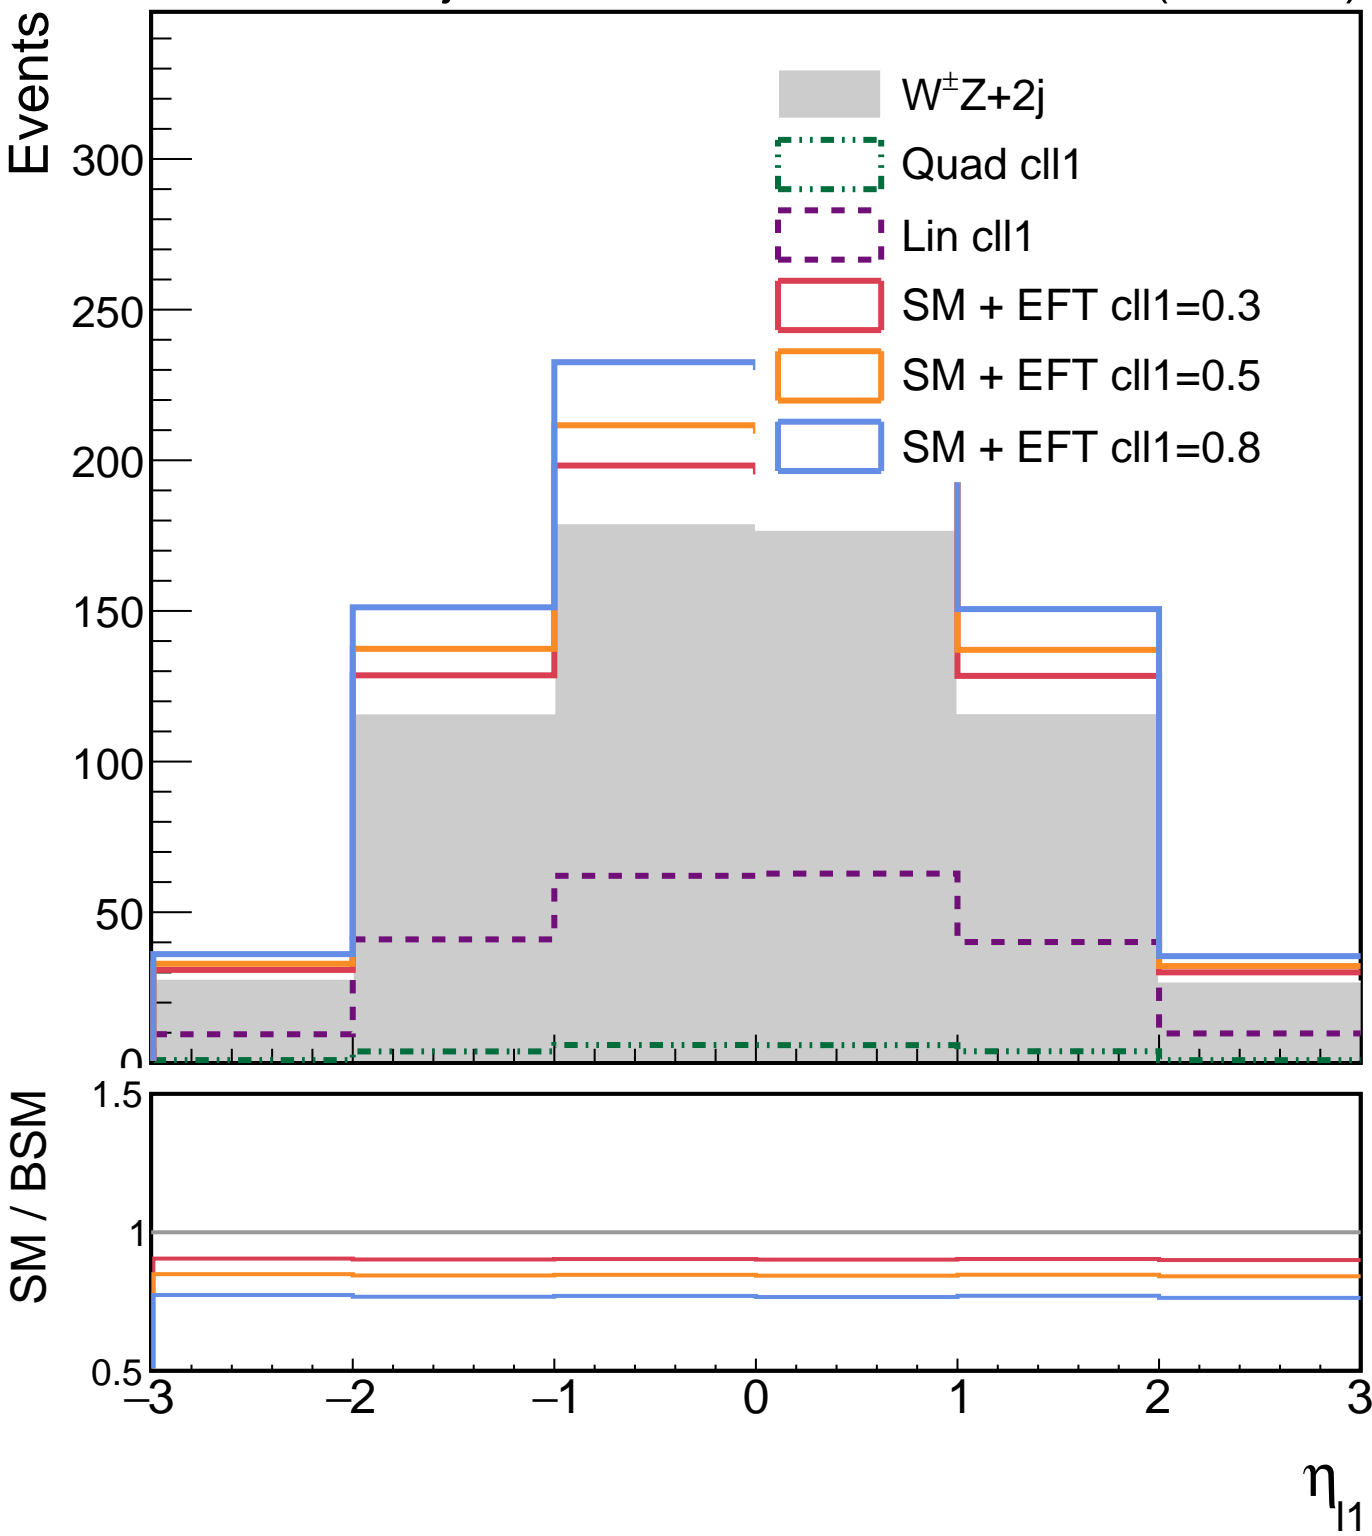 Events
300
250
200
150
100
50
0
W±Z+2j
Quad cll1
Lin cll1
SM + EFT cll1=0.3
SM + EFT cll1=0.5
SM + EFT cll1=0.8
SM / BSM
1.5
1
0.5
−3 −2 −1 0 1 2 3
η l1